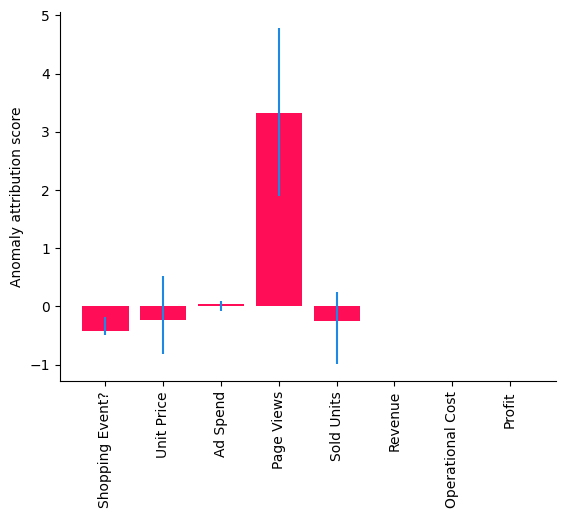 Anomaly attribution score
5
4
3
2
1
0
−1
Shopping Event?
Unit Price
Ad Spend
Page Views
Sold Units
Revenue
Operational Cost
Profit